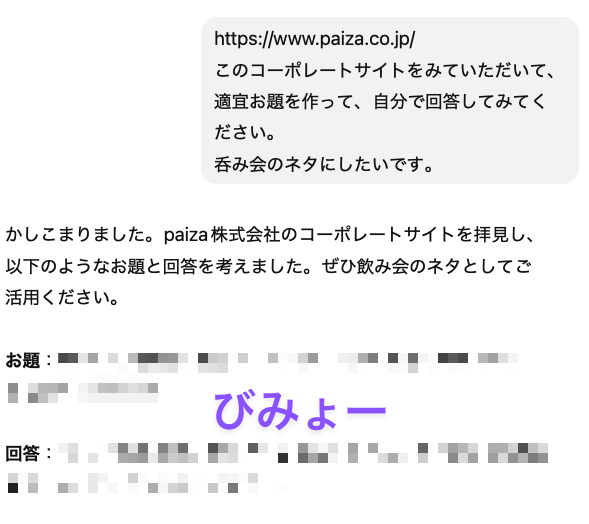 https://www.paiza.co.jp/
このコーポレートサイトをみていただいて、
適宜お題を作って、自分で回答してみてく
ださい。
呑み会のネタにしたいです。
かしこまりました。paiza株式会社のコーポレートサイトを拝見し、
以下のようなお題と回答を考えました。ぜひ飲み会のネタとしてご
活用ください。
お題：
びみょー
回答：